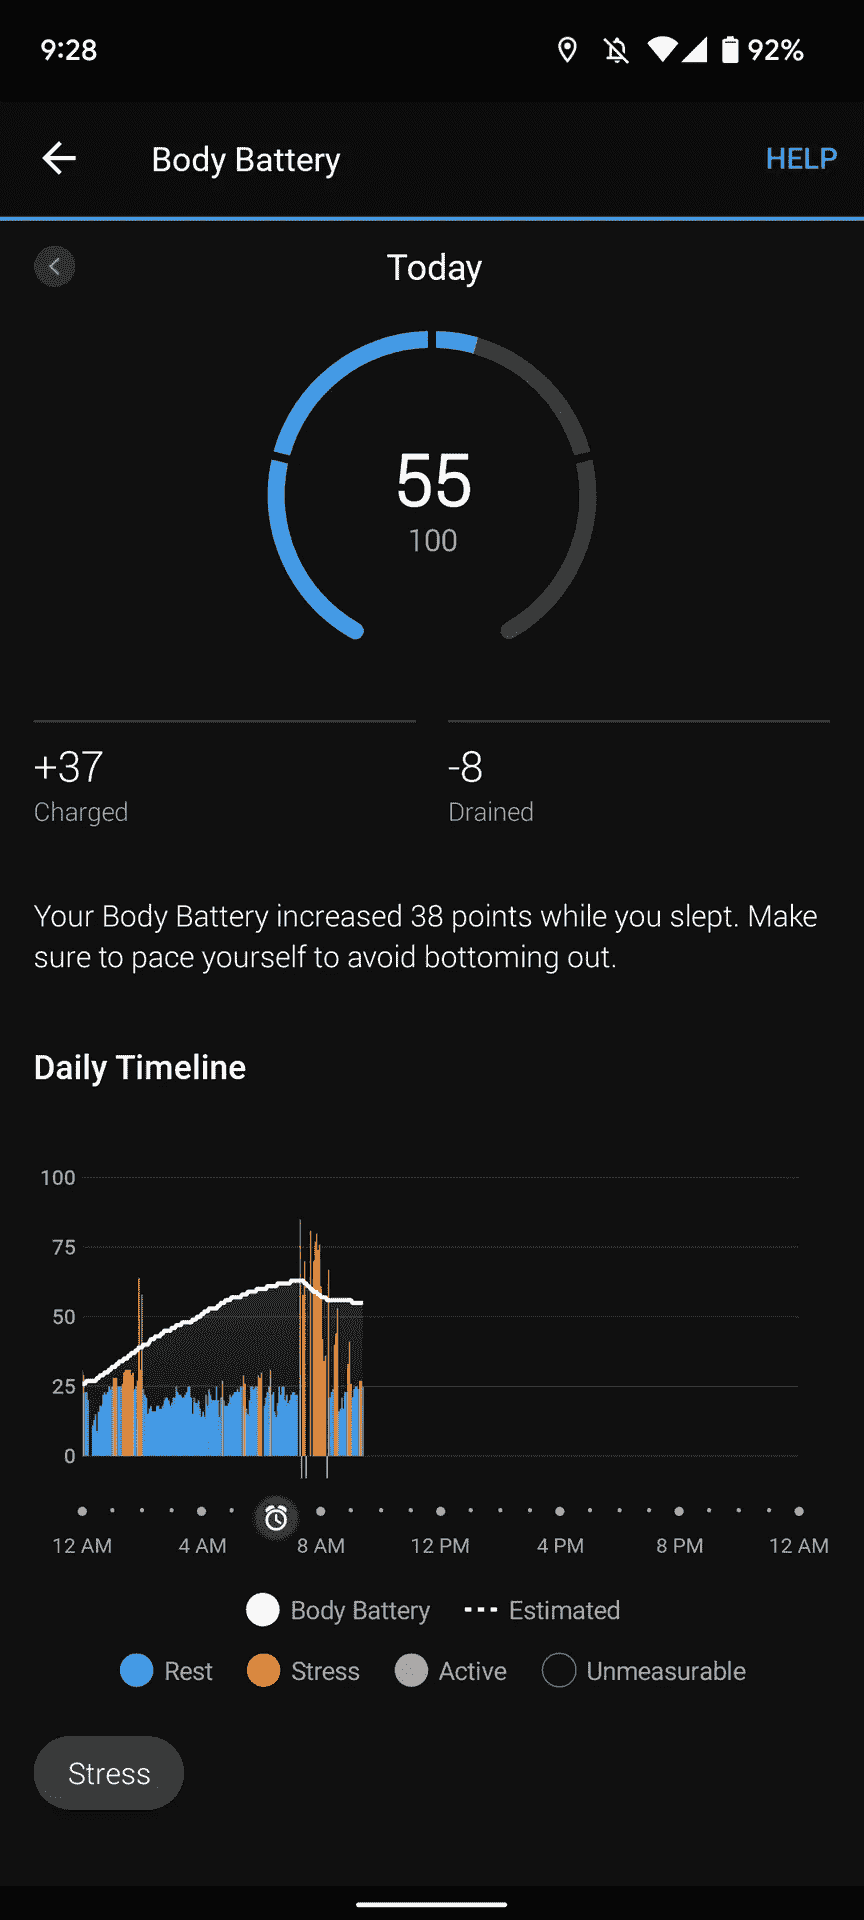 9:28
92%
Body Battery
HELP
Today
55
100
+37
Charged
-8
Drained
Your Body Battery increased 38 points while you slept. Make
sure to pace yourself to avoid bottoming out.
Daily Timeline
100
75
50
25
0
12 AM 4 AM 8 AM 12 PM 4 PM 8 PM 12 AM
Body Battery Estimated
Rest Stress Active Unmeasurable
Stress